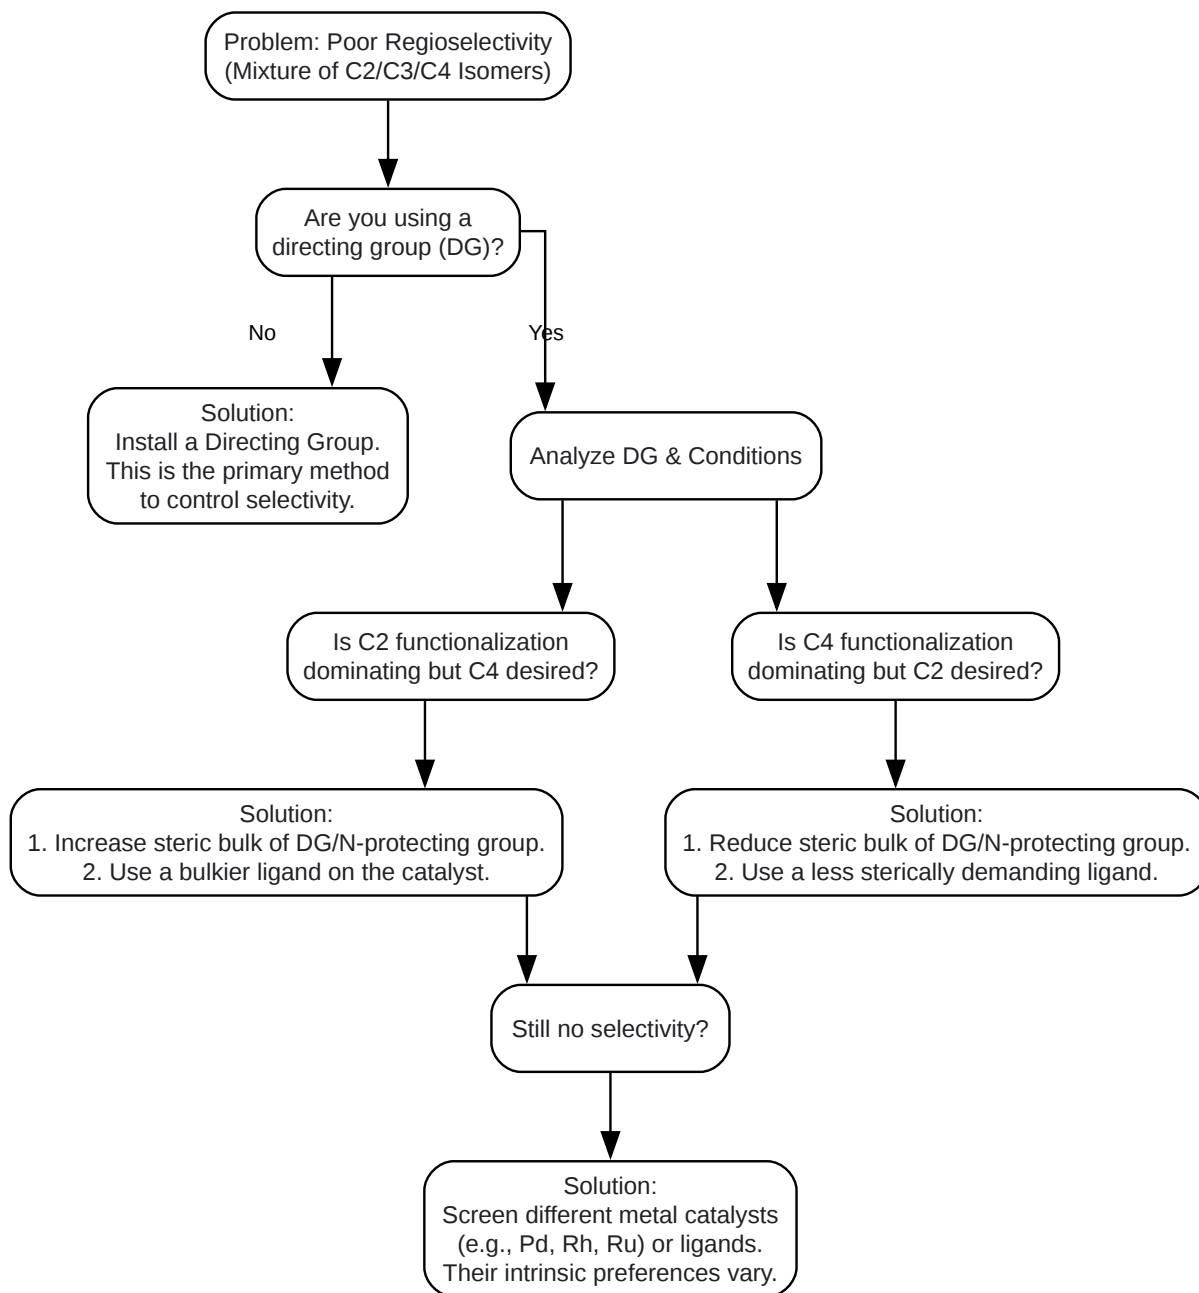 Problem: Poor Regioselectivity
(Mixture of C2/C3/C4 Isomers)
Are you using a
directing group (DG)?
No
Yes
Solution:
Install a Directing Group.
This is the primary method
to control selectivity.
Analyze DG & Conditions
Is C2 functionalization
dominating but C4 desired?
Is C4 functionalization
dominating but C2 desired?
Solution:
1. Increase steric bulk of DG/N-protecting group.
2. Use a bulkier ligand on the catalyst.
Solution:
1. Reduce steric bulk of DG/N-protecting group.
2. Use a less sterically demanding ligand.
Still no selectivity?
Solution:
Screen different metal catalysts
(e.g., Pd, Rh, Ru) or ligands.
Their intrinsic preferences vary.